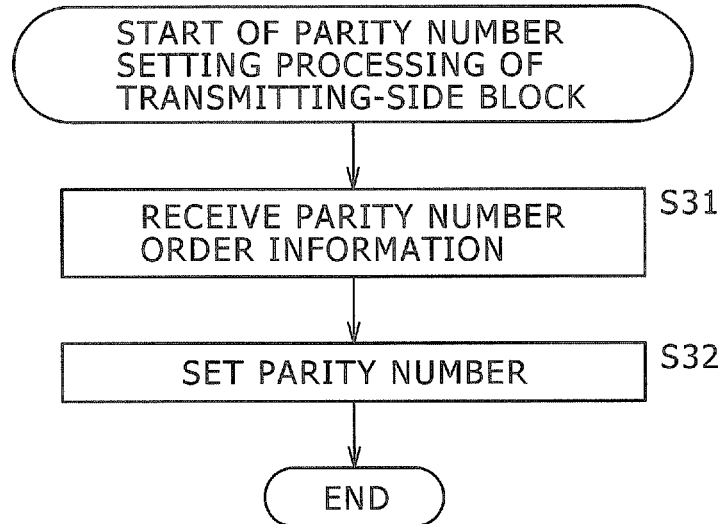 START OF PARITY NUMBER
SETTING PROCESSING OF
TRANSMITTING-SIDE BLOCK
S31
RECEIVE PARITY NUMBER
ORDER INFORMATION
S32
SET PARITY NUMBER
END